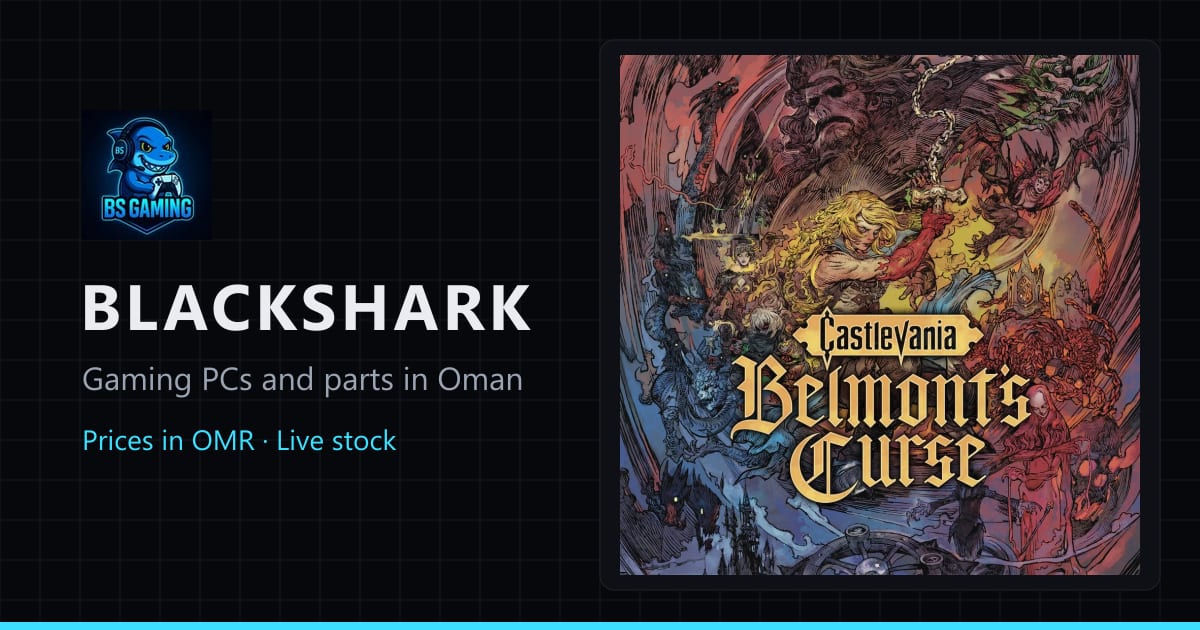 BS
BS GAMING
BLACKSHARK
Gaming PCs and parts in Oman
Prices in OMR · Live stock
Castlevania
Belmont's
Curse